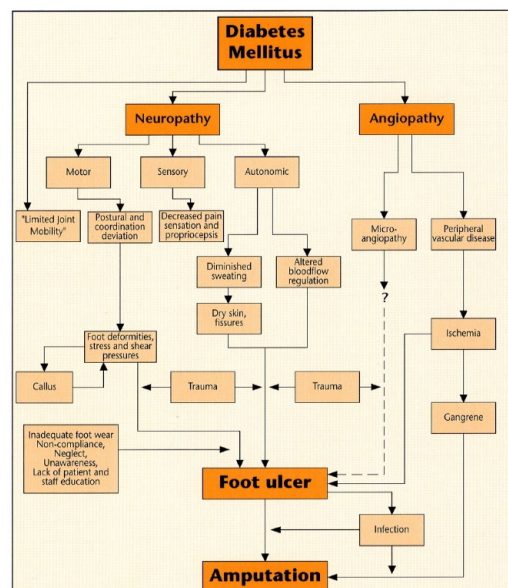 Diabetes
Mellitus
Neuropathy
Angiopathy
Motor
Sensory
Autonomic
"Limited Joint
Mobility"
Postural and
coordination
deviation
Decreased pain
sensation and
propriocepsis
Micro-
angiopathy
Peripheral
vascular disease
Diminished
sweating
Altered
bloodflow
regulation
?
Dry skin,
fissures
Foot deformities,
stress and shear
pressures
Ischemia
Callus
Trauma
Trauma
Gangrene
Inadequate foot wear
Non-compliance,
Neglect,
Unawareness,
Lack of patient and
staff education
Foot ulcer
Infection
Amputation